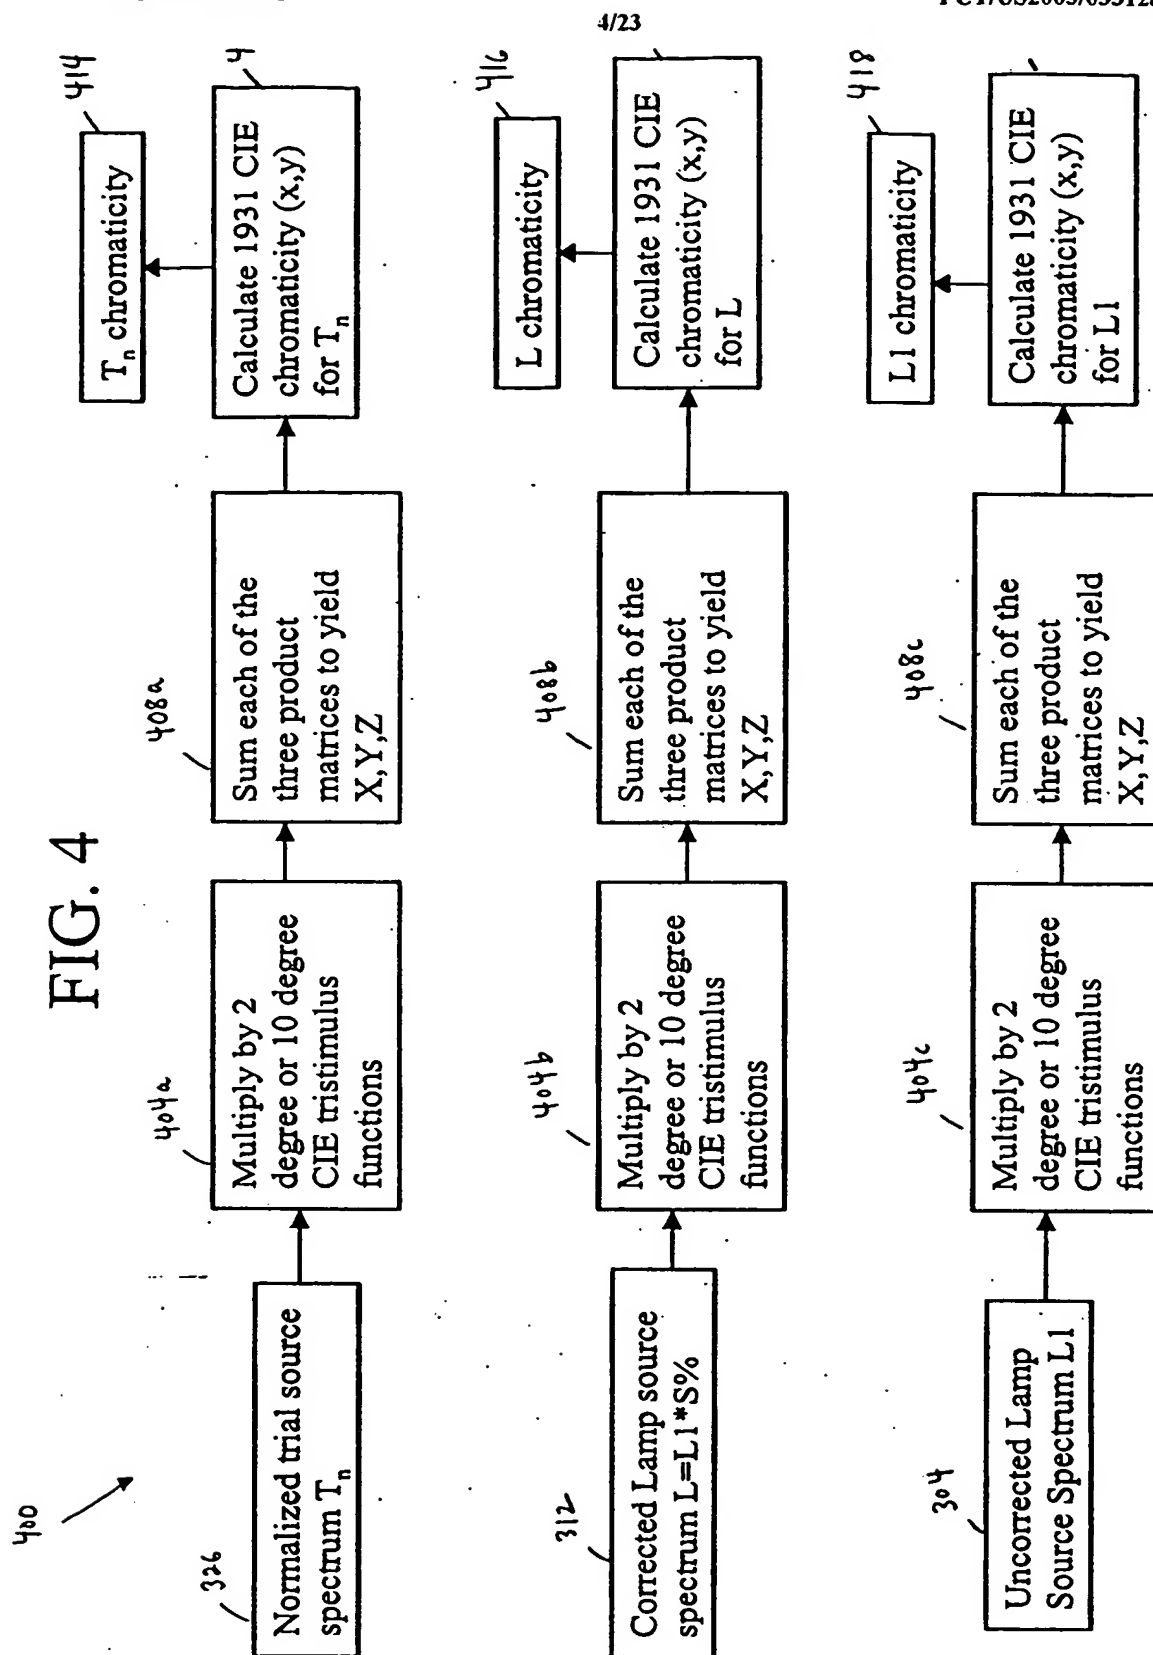 4/23
FIG. 4
400
326
Normalized trial source
spectrum Tn
404a
Multiply by 2
degree or 10 degree
CIE tristimulus
functions
408a
Sum each of the
three product
matrices to yield
X,Y,Z
4
Calculate 1931 CIE
chromaticity (x,y)
for Tn
414
Tn chromaticity
312
Corrected Lamp source
spectrum L=L1*S%
404b
Multiply by 2
degree or 10 degree
CIE tristimulus
functions
408b
Sum each of the
three product
matrices to yield
X,Y,Z
Calculate 1931 CIE
chromaticity (x,y)
for L
416
L chromaticity
304
Uncorrected Lamp
Source Spectrum L1
404c
Multiply by 2
degree or 10 degree
CIE tristimulus
functions
408c
Sum each of the
three product
matrices to yield
X,Y,Z
Calculate 1931 CIE
chromaticity (x,y)
for L1
418
L1 chromaticity